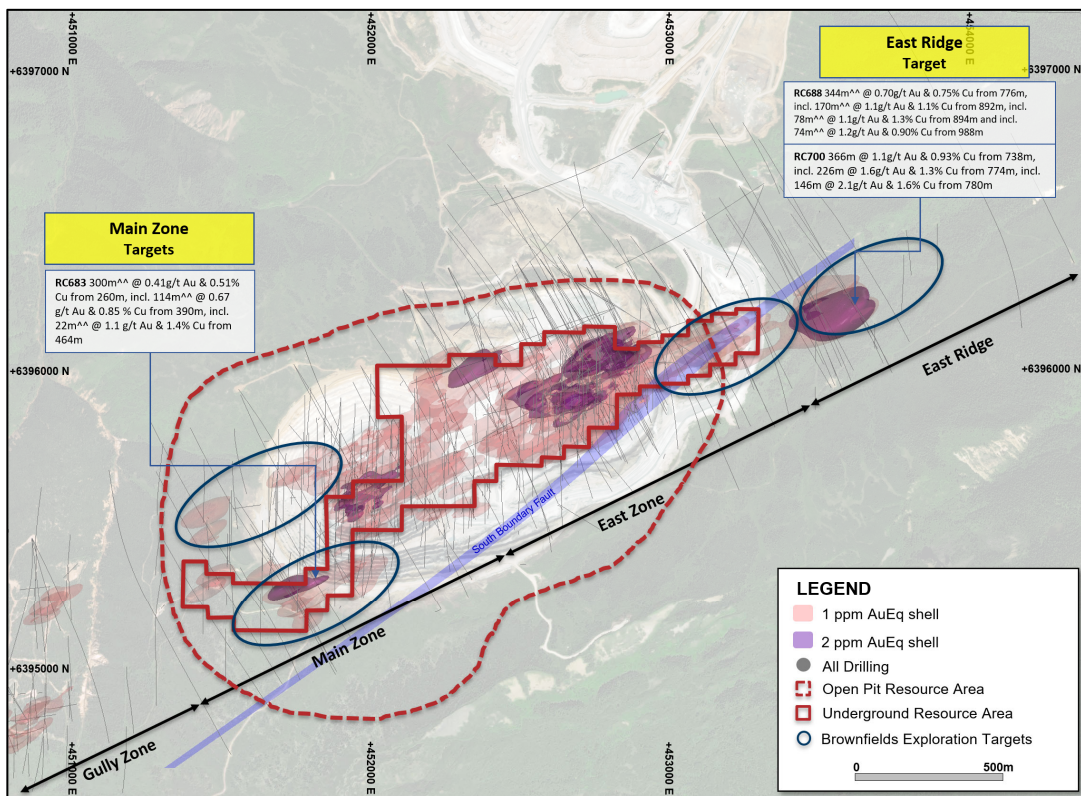 +451000 E
+452000 E
+453000 E
+454000 E
+6397000 N
+6397000 N
East Ridge
Target
RC688 344m^^ @ 0.70g/t Au & 0.75% Cu from 776m,
incl. 170m^^ @ 1.1g/t Au & 1.1% Cu from 892m, incl.
78m^^ @ 1.1g/t Au & 1.3% Cu from 894m and incl.
74m^^ @ 1.2g/t Au & 0.90% Cu from 988m
RC700 366m @ 1.1g/t Au & 0.93% Cu from 738m,
incl. 226m @ 1.6g/t Au & 1.3% Cu from 774m, incl.
146m @ 2.1g/t Au & 1.6% Cu from 780m
Main Zone
Targets
RC683 300m^^ @ 0.41g/t Au & 0.51%
Cu from 260m, incl. 114m^^ @ 0.67
g/t Au & 0.85 % Cu from 390m, incl.
22m^^ @ 1.1 g/t Au & 1.4% Cu from
464m
+6396000 N
+6396000 N
East Ridge
East Zone
South Boundary Fault
Main Zone
Gully Zone
+6395000 N
+451000 E
+452000 E
+453000 E
LEGEND
1 ppm AuEq shell
2 ppm AuEq shell
All Drilling
Open Pit Resource Area
Underground Resource Area
Brownfields Exploration Targets
0 500m